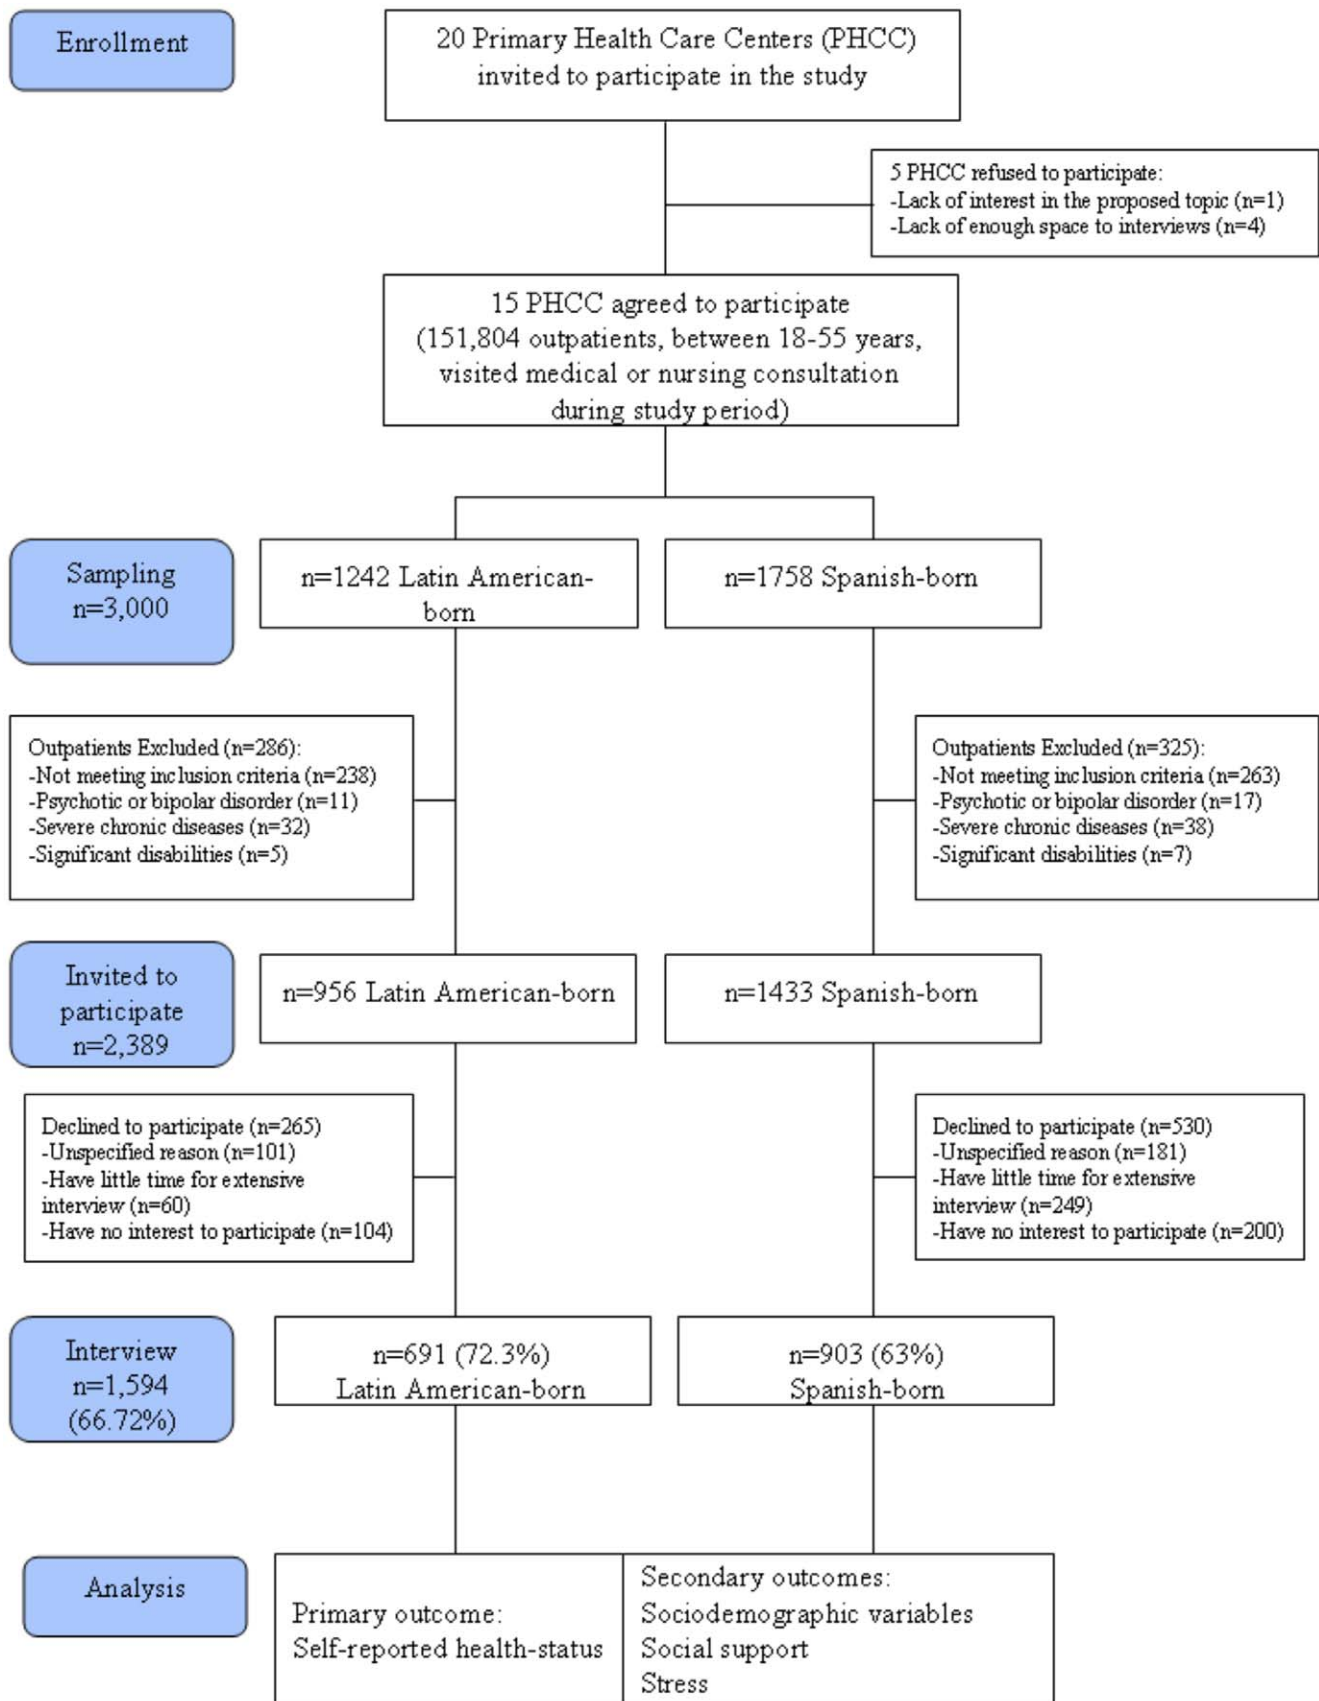 Enrollment
20 Primary Health Care Centers (PHCC)
invited to participate in the study
5 PHCC refused to participate:
-Lack of interest in the proposed topic (n=1)
-Lack of enough space to interviews (n=4)
15 PHCC agreed to participate
(151,804 outpatients, between 18-55 years,
visited medical or nursing consultation
during study period)
Sampling
n=3,000
n=1242 Latin American-
born
n=1758 Spanish-born
Outpatients Excluded (n=286):
-Not meeting inclusion criteria (n=238)
-Psychotic or bipolar disorder (n=11)
-Severe chronic diseases (n=32)
-Significant disabilities (n=5)
Outpatients Excluded (n=325):
-Not meeting inclusion criteria (n=263)
-Psychotic or bipolar disorder (n=17)
-Severe chronic diseases (n=38)
-Significant disabilities (n=7)
Invited to
participate
n=2,389
n=956 Latin American-born
n=1433 Spanish-born
Declined to participate (n=265)
-Unspecified reason (n=101)
-Have little time for extensive
interview (n=60)
-Have no interest to participate (n=104)
Declined to participate (n=530)
-Unspecified reason (n=181)
-Have little time for extensive
interview (n=249)
-Have no interest to participate (n=200)
Interview
n=1,594
(66.72%)
n=691 (72.3%)
Latin American-born
n=903 (63%)
Spanish-born
Analysis
Primary outcome:
Self-reported health-status
Secondary outcomes:
Sociodemographic variables
Social support
Stress